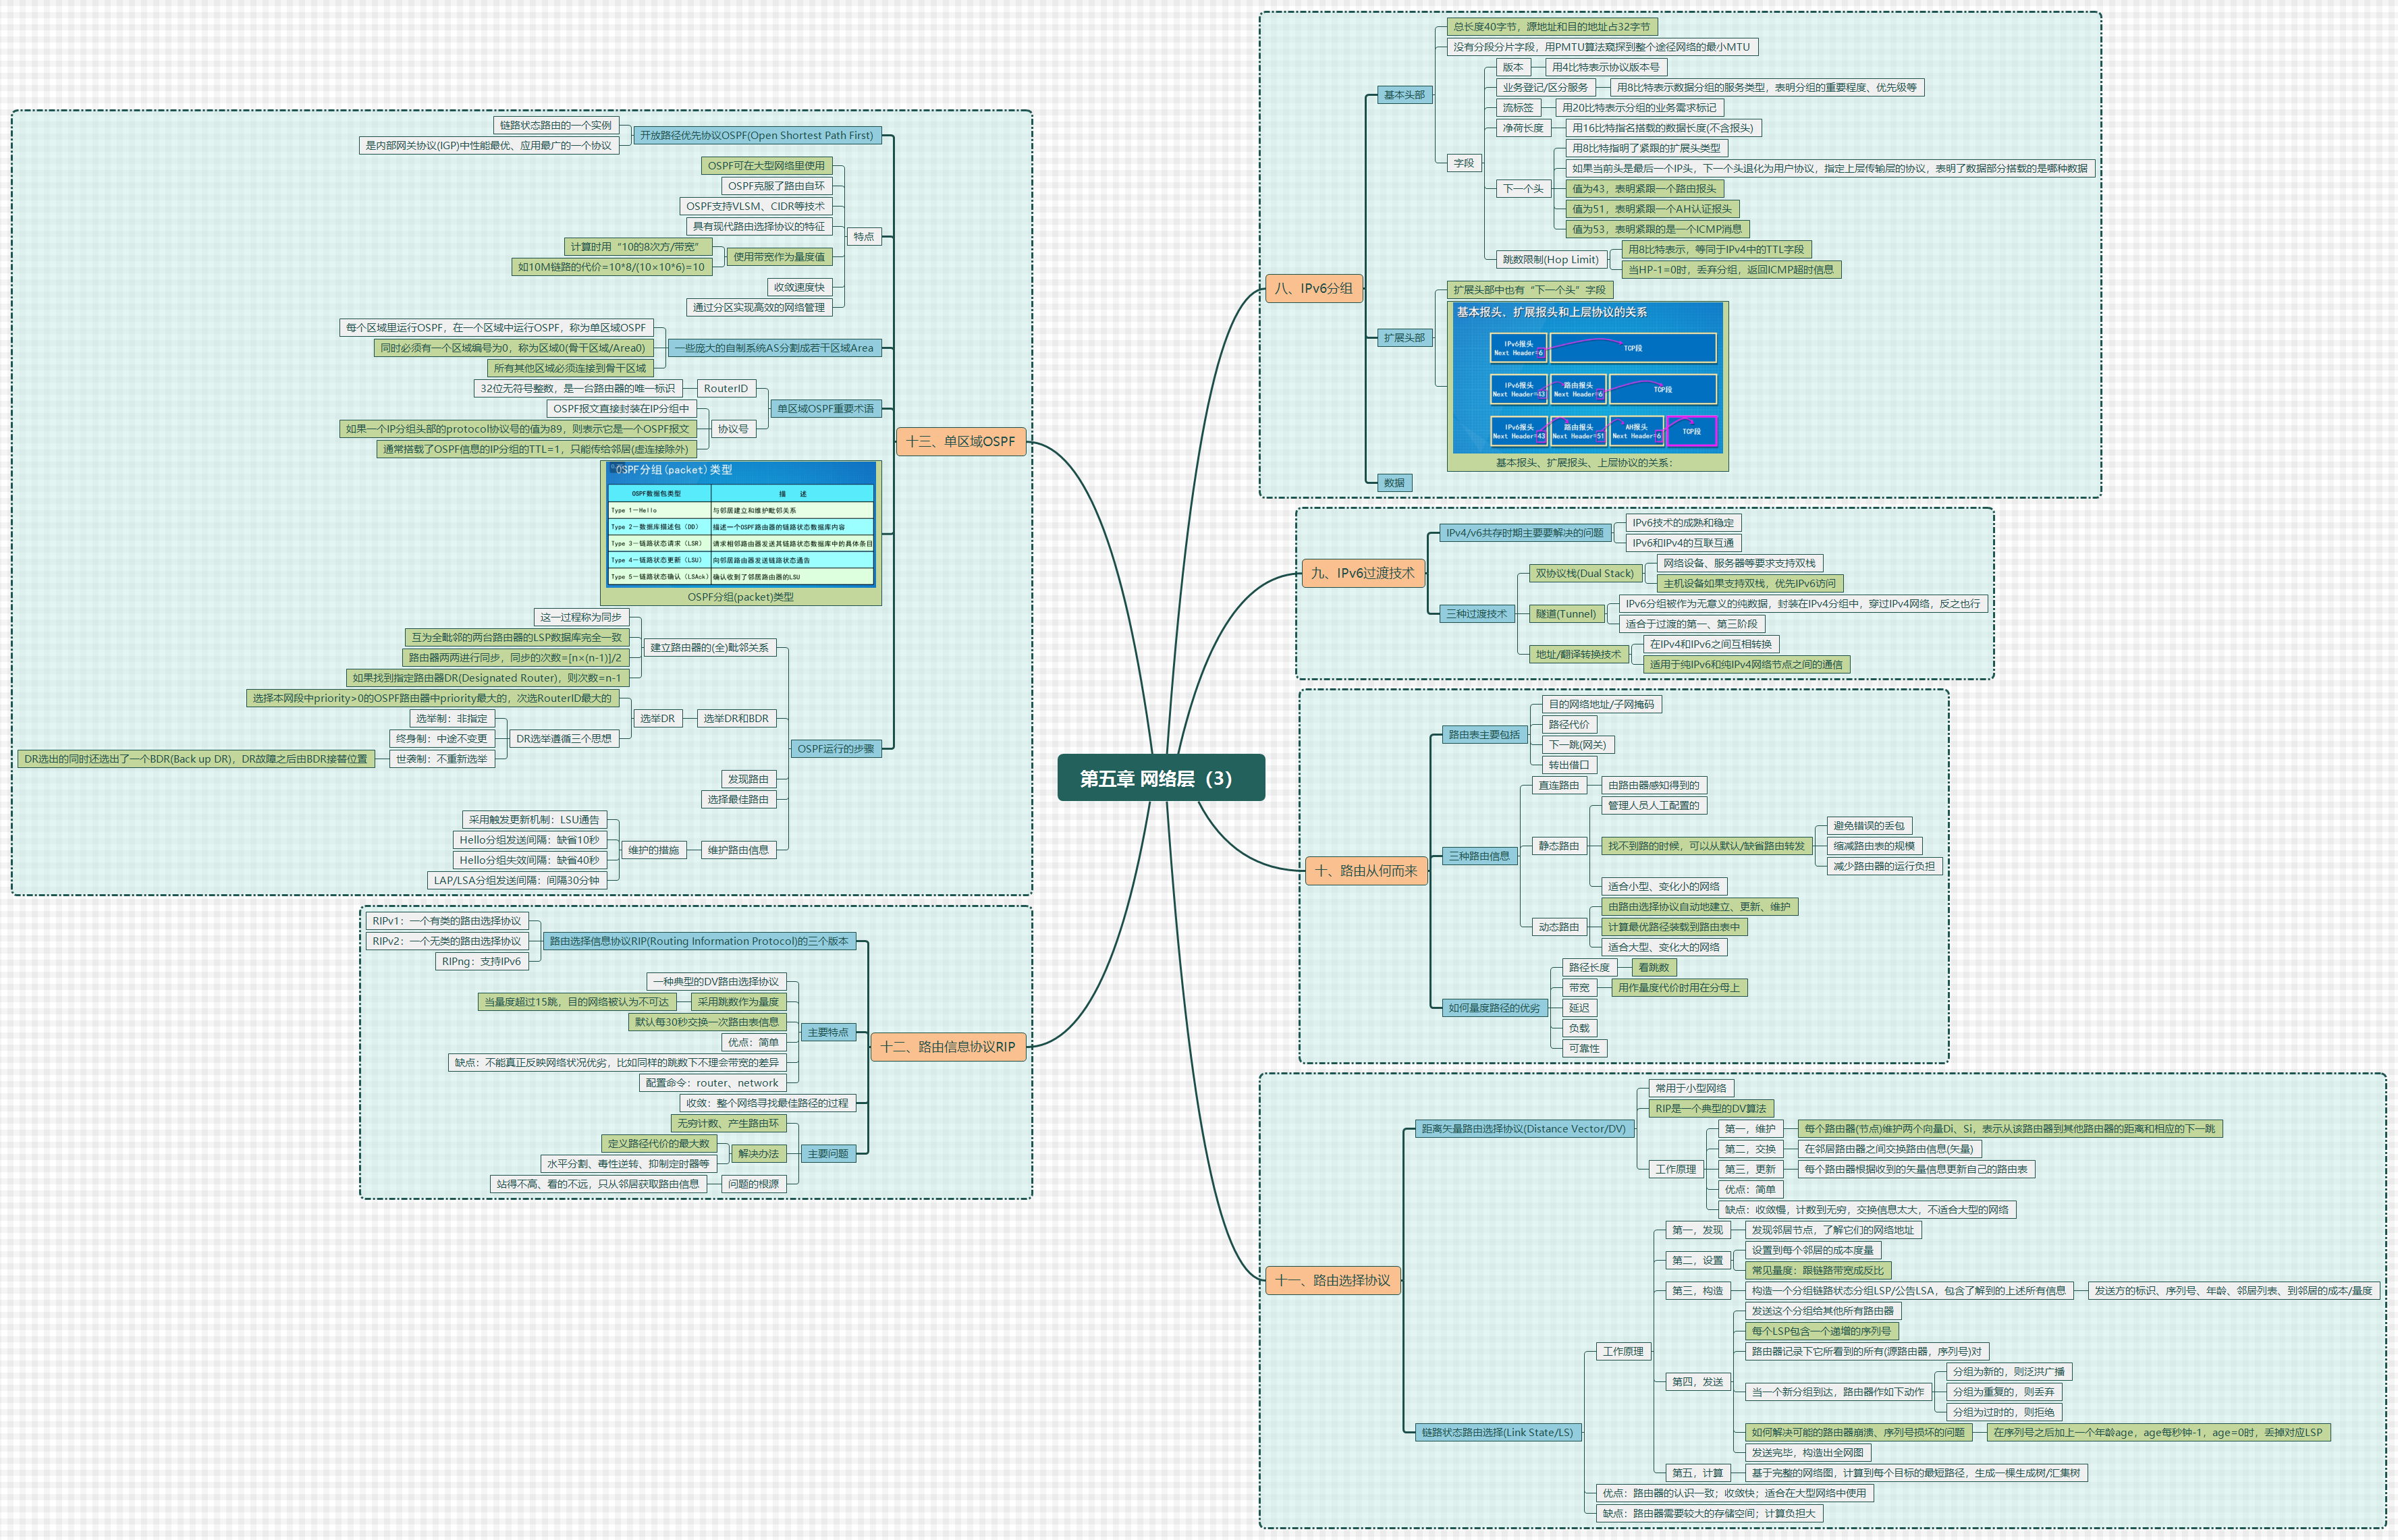 第五章 网络层（3）
八、IPv6分组
基本头部
总长度40字节，源地址和目的地址占32字节
没有分段分片字段，用PMTU算法窥探到整个途径网络的最小MTU
字段
版本
用4比特表示协议版本号
业务登记/区分服务
用8比特表示数据分组的服务类型，表明分组的重要程度、优先级等
流标签
用20比特表示分组的业务需求标记
净荷长度
用16比特指名搭载的数据长度(不含报头)
下一个头
用8比特指明了紧跟的扩展头类型
如果当前头是最后一个IP头，下一个头退化为用户协议，指定上层传输层的协议，表明了数据部分搭载的是哪种数据
值为43，表明紧跟一个路由报头
值为51，表明紧跟一个AH认证报头
值为53，表明紧跟的是一个ICMP消息
跳数限制(Hop Limit)
用8比特表示，等同于IPv4中的TTL字段
当HP-1=0时，丢弃分组，返回ICMP超时信息
扩展头部
扩展头部中也有“下一个头”字段
基本报头、扩展报头和上层协议的关系
IPv6报头
Next Header=6
TCP段
IPv6报头
Next Header=43
路由报头
Next Header=6
TCP段
IPv6报头
Next Header=43
路由报头
Next Header=51
AH报头
Next Header=6
TCP段
基本报头、扩展报头、上层协议的关系：
数据
九、IPv6过渡技术
IPv4/v6共存时期主要要解决的问题
IPv6技术的成熟和稳定
IPv6和IPv4的互联互通
三种过渡技术
双协议栈(Dual Stack)
网络设备、服务器等要求支持双栈
主机设备如果支持双栈，优先IPv6访问
隧道(Tunnel)
IPv6分组被作为无意义的纯数据，封装在IPv4分组中，穿过IPv4网络，反之也行
适合于过渡的第一、第三阶段
地址/翻译转换技术
在IPv4和IPv6之间互相转换
适用于纯IPv6和纯IPv4网络节点之间的通信
十、路由从何而来
路由表主要包括
目的网络地址/子网掩码
路径代价
下一跳(网关)
转出借口
三种路由信息
直连路由
由路由器感知得到的
静态路由
管理人员人工配置的
找不到路的时候，可以从默认/缺省路由转发
避免错误的丢包
缩减路由表的规模
减少路由器的运行负担
适合小型、变化小的网络
动态路由
由路由选择协议自动地建立、更新、维护
计算最优路径装载到路由表中
适合大型、变化大的网络
如何量度路径的优劣
路径长度
看跳数
带宽
用作量度代价时用在分母上
延迟
负载
可靠性
十一、路由选择协议
距离矢量路由选择协议(Distance Vector/DV)
常用于小型网络
RIP是一个典型的DV算法
工作原理
第一，维护
每个路由器(节点)维护两个向量Di、Si，表示从该路由器到其他路由器的距离和相应的下一跳
第二，交换
在邻居路由器之间交换路由信息(矢量)
第三，更新
每个路由器根据收到的矢量信息更新自己的路由表
优点：简单
缺点：收敛慢，计数到无穷，交换信息太大，不适合大型的网络
链路状态路由选择(Link State/LS)
工作原理
第一，发现
发现邻居节点，了解它们的网络地址
第二，设置
设置到每个邻居的成本度量
常见量度：跟链路带宽成反比
第三，构造
构造一个分组链路状态分组LSP/公告LSA，包含了解到的上述所有信息
发送方的标识、序列号、年龄、邻居列表、到邻居的成本/量度
第四，发送
发送这个分组给其他所有路由器
每个LSP包含一个递增的序列号
路由器记录下它所看到的所有(源路由器，序列号)对
当一个新分组到达，路由器作如下动作
分组为新的，则泛洪广播
分组为重复的，则丢弃
分组为过时的，则拒绝
如何解决可能的路由器崩溃、序列号损坏的问题
在序列号之后加上一个年龄age，age每秒钟-1，age=0时，丢掉对应LSP
发送完毕，构造出全网图
第五，计算
基于完整的网络图，计算到每个目标的最短路径，生成一棵生成树/汇集树
优点：路由器的认识一致；收敛快；适合在大型网络中使用
缺点：路由器需要较大的存储空间；计算负担大
十二、路由信息协议RIP
路由选择信息协议RIP(Routing Information Protocol)的三个版本
RIPv1：一个有类的路由选择协议
RIPv2：一个无类的路由选择协议
RIPng：支持IPv6
主要特点
一种典型的DV路由选择协议
采用跳数作为量度
当量度超过15跳，目的网络被认为不可达
默认每30秒交换一次路由表信息
优点：简单
缺点：不能真正反映网络状况优劣，比如同样的跳数下不理会带宽的差异
配置命令：router、network
收敛：整个网络寻找最佳路径的过程
主要问题
无穷计数、产生路由环
解决办法
定义路径代价的最大数
水平分割、毒性逆转、抑制定时器等
问题的根源
站得不高、看的不远，只从邻居获取路由信息
十三、单区域OSPF
开放路径优先协议OSPF(Open Shortest Path First)
链路状态路由的一个实例
是内部网关协议(IGP)中性能最优、应用最广的一个协议
特点
OSPF可在大型网络里使用
OSPF克服了路由自环
OSPF支持VLSM、CIDR等技术
具有现代路由选择协议的特征
使用带宽作为量度值
计算时用“10的8次方/带宽”
如10M链路的代价=10*8/(10×10*6)=10
收敛速度快
通过分区实现高效的网络管理
一些庞大的自制系统AS分割成若干区域Area
每个区域里运行OSPF，在一个区域中运行OSPF，称为单区域OSPF
同时必须有一个区域编号为0，称为区域0(骨干区域/Area0)
所有其他区域必须连接到骨干区域
单区域OSPF重要术语
RouterID
32位无符号整数，是一台路由器的唯一标识
协议号
OSPF报文直接封装在IP分组中
如果一个IP分组头部的protocol协议号的值为89，则表示它是一个OSPF报文
通常搭载了OSPF信息的IP分组的TTL=1，只能传给邻居(虚连接除外)
OSPF分组(packet)类型
OSPF数据包类型
描 述
Type 1－Hello
与邻居建立和维护毗邻关系
Type 2－数据库描述包（DD）
描述一个OSPF路由器的链路状态数据库内容
Type 3－链路状态请求（LSR）
请求相邻路由器发送其链路状态数据库中的具体条目
Type 4－链路状态更新（LSU）
向邻居路由器发送链路状态通告
Type 5－链路状态确认（LSAck）
确认收到了邻居路由器的LSU
OSPF分组(packet)类型
OSPF运行的步骤
建立路由器的(全)毗邻关系
这一过程称为同步
互为全毗邻的两台路由器的LSP数据库完全一致
路由器两两进行同步，同步的次数=[n×(n-1)]/2
如果找到指定路由器DR(Designated Router)，则次数=n-1
选举DR和BDR
选举DR
选择本网段中priority>0的OSPF路由器中priority最大的，次选RouterID最大的
DR选举遵循三个思想
选举制：非指定
终身制：中途不变更
世袭制：不重新选举
DR选出的同时还选出了一个BDR(Back up DR)，DR故障之后由BDR接替位置
发现路由
选择最佳路由
维护路由信息
维护的措施
采用触发更新机制：LSU通告
Hello分组发送间隔：缺省10秒
Hello分组失效间隔：缺省40秒
LAP/LSA分组发送间隔：间隔30分钟